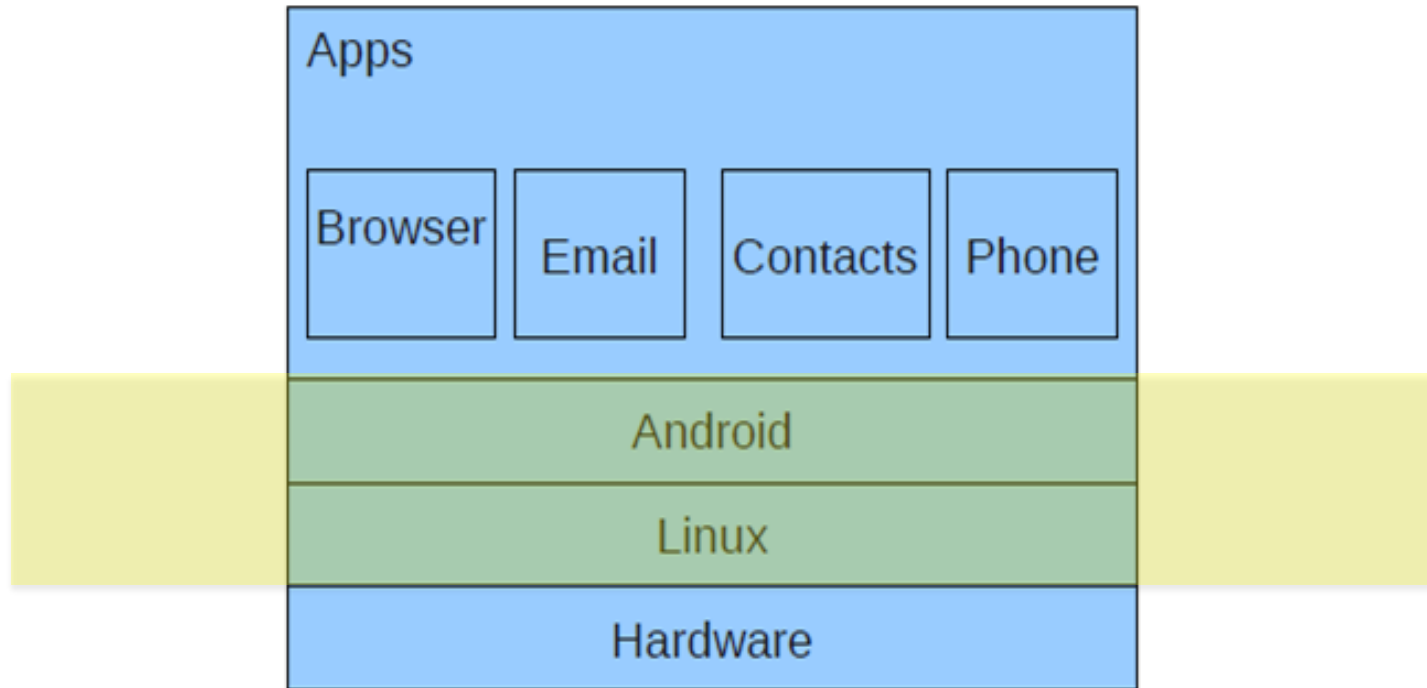 Apps
Browser
Email
Contacts
Phone
Android
Linux
Hardware